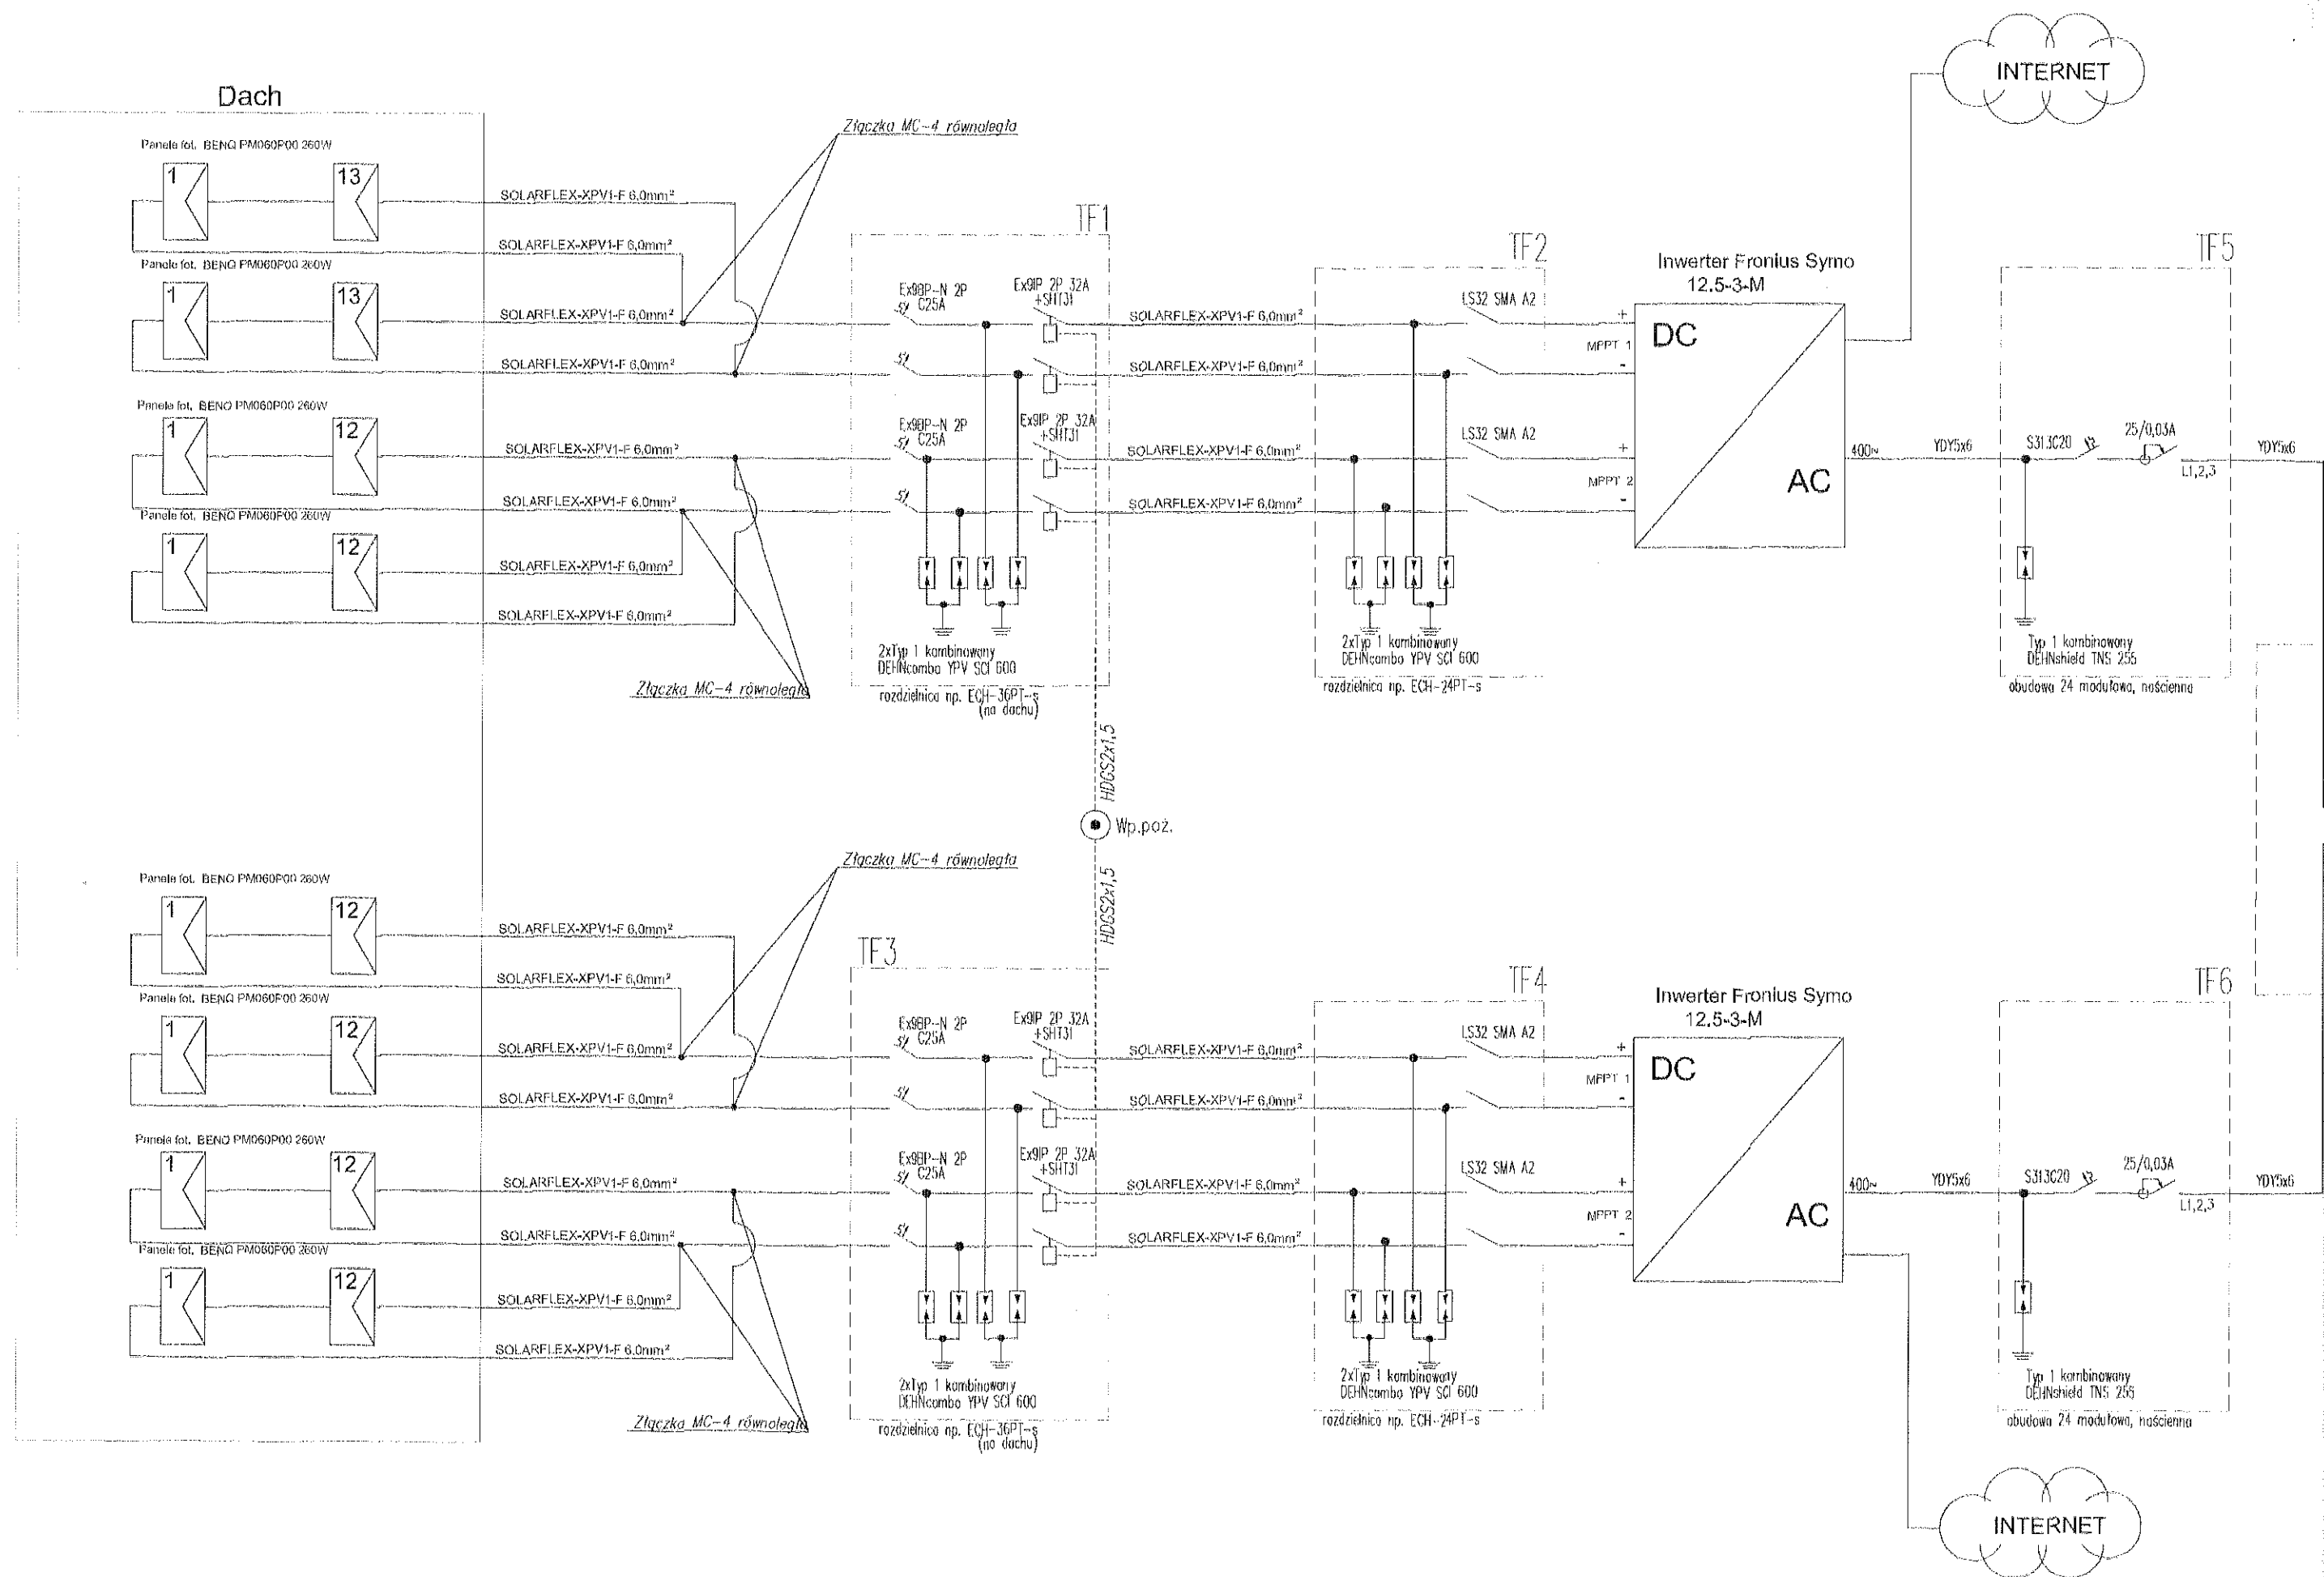 INTERNET
Dach
Złączka MC-4 równoległa
Panele fot. BENQ PM060P00 260W
1
13
SOLARFLEX-XPV1-F 6,0mm²
SOLARFLEX-XPV1-F 6,0mm²
Panele fot. BENQ PM060P00 260W
1
13
SOLARFLEX-XPV1-F 6,0mm²
SOLARFLEX-XPV1-F 6,0mm²
Panele fot. BENQ PM060P00 260W
1
12
SOLARFLEX-XPV1-F 6,0mm²
SOLARFLEX-XPV1-F 6,0mm²
Panele fot. BENQ PM060P00 260W
1
12
SOLARFLEX-XPV1-F 6,0mm²
SOLARFLEX-XPV1-F 6,0mm²
Złączka MC-4 równoległa
TF1
Ex9BP-N 2P
C25A
Ex9IP 2P 32A
+SHT31
Ex9BP-N 2P
C25A
Ex9IP 2P 32A
+SHT31
2xTyp 1 kombinowany
DEHNcombo YPV SCI 600
rozdzielnica np. ECH-36PT-s
(na dachu)
SOLARFLEX-XPV1-F 6,0mm²
SOLARFLEX-XPV1-F 6,0mm²
SOLARFLEX-XPV1-F 6,0mm²
SOLARFLEX-XPV1-F 6,0mm²
TF2
LS32 SMA A2
LS32 SMA A2
2xTyp 1 kombinowany
DEHNcombo YPV SCI 600
rozdzielnica np. ECH-24PT-s
Inwerter Fronius Symo
12.5-3-M
+
MPPT 1
-
+
MPPT 2
-
DC
AC
400~
YDY5x6
TF5
S313C20
25/0,03A
L1,2,3
YDY5x6
Typ 1 kombinowany
DEHNshield TNS 255
obudowa 24 modułowa, naścienna
HDGS2x1,5
Wp.poż.
HDGS2x1,5
Złączka MC-4 równoległa
Panele fot. BENQ PM060P00 260W
1
12
SOLARFLEX-XPV1-F 6,0mm²
SOLARFLEX-XPV1-F 6,0mm²
Panele fot. BENQ PM060P00 260W
1
12
SOLARFLEX-XPV1-F 6,0mm²
SOLARFLEX-XPV1-F 6,0mm²
Panele fot. BENQ PM060P00 260W
1
12
SOLARFLEX-XPV1-F 6,0mm²
SOLARFLEX-XPV1-F 6,0mm²
Panele fot. BENQ PM060P00 260W
1
12
SOLARFLEX-XPV1-F 6,0mm²
SOLARFLEX-XPV1-F 6,0mm²
Złączka MC-4 równoległa
TF3
Ex9BP-N 2P
C25A
Ex9IP 2P 32A
+SHT31
Ex9BP-N 2P
C25A
Ex9IP 2P 32A
+SHT31
2xTyp 1 kombinowany
DEHNcombo YPV SCI 600
rozdzielnica np. ECH-36PT-s
(na dachu)
SOLARFLEX-XPV1-F 6,0mm²
SOLARFLEX-XPV1-F 6,0mm²
SOLARFLEX-XPV1-F 6,0mm²
SOLARFLEX-XPV1-F 6,0mm²
TF4
LS32 SMA A2
LS32 SMA A2
2xTyp 1 kombinowany
DEHNcombo YPV SCI 600
rozdzielnica np. ECH-24PT-s
Inwerter Fronius Symo
12.5-3-M
+
MPPT 1
-
+
MPPT 2
-
DC
AC
400~
YDY5x6
TF6
S313C20
25/0,03A
L1,2,3
YDY5x6
Typ 1 kombinowany
DEHNshield TNS 255
obudowa 24 modułowa, naścienna
INTERNET